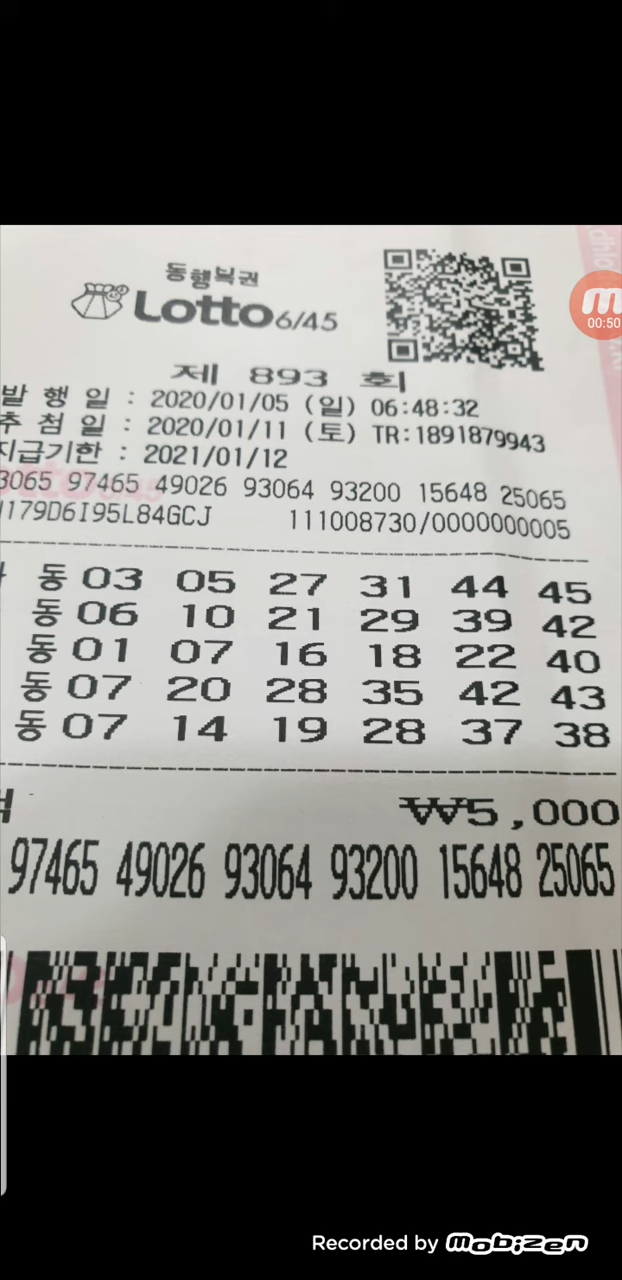 동행복권
Lotto 6/45
제 893 회
발 행 일 : 2020/01/05 (일) 06:48:32
추 첨 일 : 2020/01/11 (토) TR:1891879943
지급기한 : 2021/01/12
3065 97465 49026 93064 93200 15648 25065
179D6I95L84GCJ 111008730/0000000005
동 03 05 27 31 44 45
동 06 10 21 29 39 42
동 01 07 16 18 22 40
동 07 20 28 35 42 43
동 07 14 19 28 37 38
₩5,000
97465 49026 93064 93200 15648 25065
00:50
Recorded by Mobizen